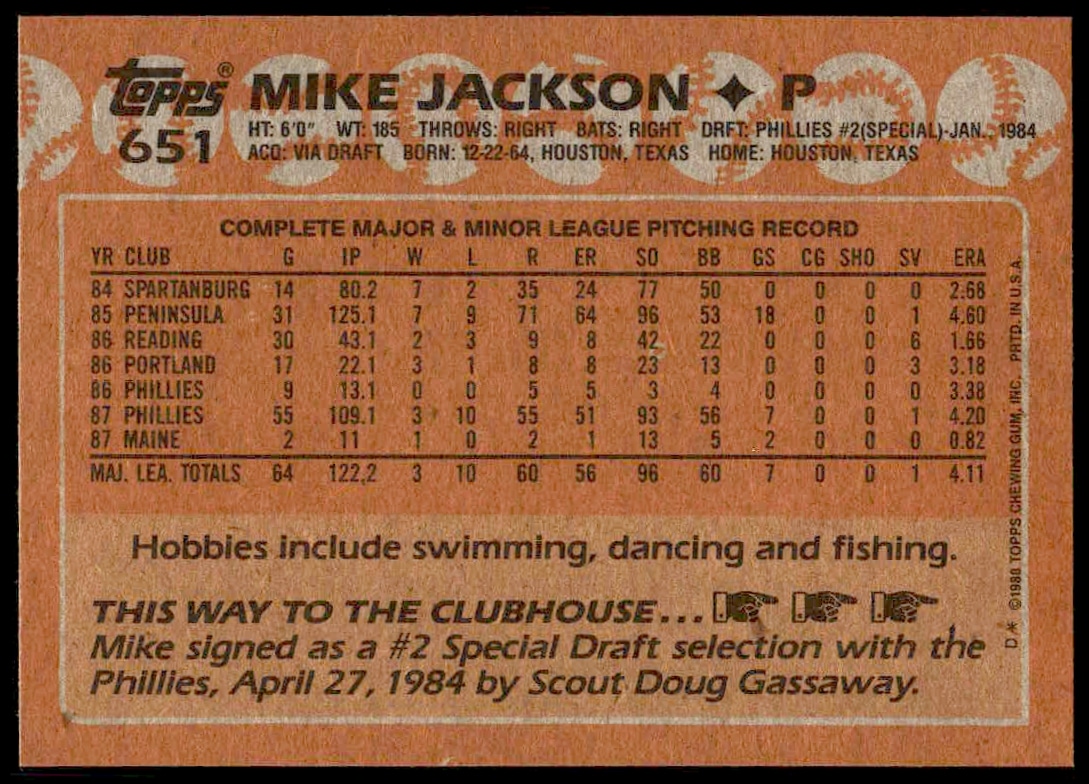 topps® MIKE JACKSON ✦ P
651 HT: 6'0" WT: 185 THROWS: RIGHT BATS: RIGHT DRFT: PHILLIES #2(SPECIAL)-JAN., 1984
ACQ: VIA DRAFT BORN: 12-22-64, HOUSTON, TEXAS HOME: HOUSTON, TEXAS
COMPLETE MAJOR & MINOR LEAGUE PITCHING RECORD
YR CLUB G IP W L R ER SO BB GS CG SHO SV ERA
84 SPARTANBURG 14 80.2 7 2 35 24 77 50 0 0 0 0 2.68
85 PENINSULA 31 125.1 7 9 71 64 96 53 18 0 0 1 4.60
86 READING 30 43.1 2 3 9 8 42 22 0 0 0 6 1.66
86 PORTLAND 17 22.1 3 1 8 8 23 13 0 0 0 3 3.18
86 PHILLIES 9 13.1 0 0 5 5 3 4 0 0 0 0 3.38
87 PHILLIES 55 109.1 3 10 55 51 93 56 7 0 0 1 4.20
87 MAINE 2 11 1 0 2 1 13 5 2 0 0 0 0.82
MAJ. LEA. TOTALS 64 122.2 3 10 60 56 96 60 7 0 0 1 4.11
Hobbies include swimming, dancing and fishing.
THIS WAY TO THE CLUBHOUSE...
Mike signed as a #2 Special Draft selection with the
Phillies, April 27, 1984 by Scout Doug Gassaway.
D* ©1988 TOPPS CHEWING GUM, INC. PRTD. IN U.S.A.